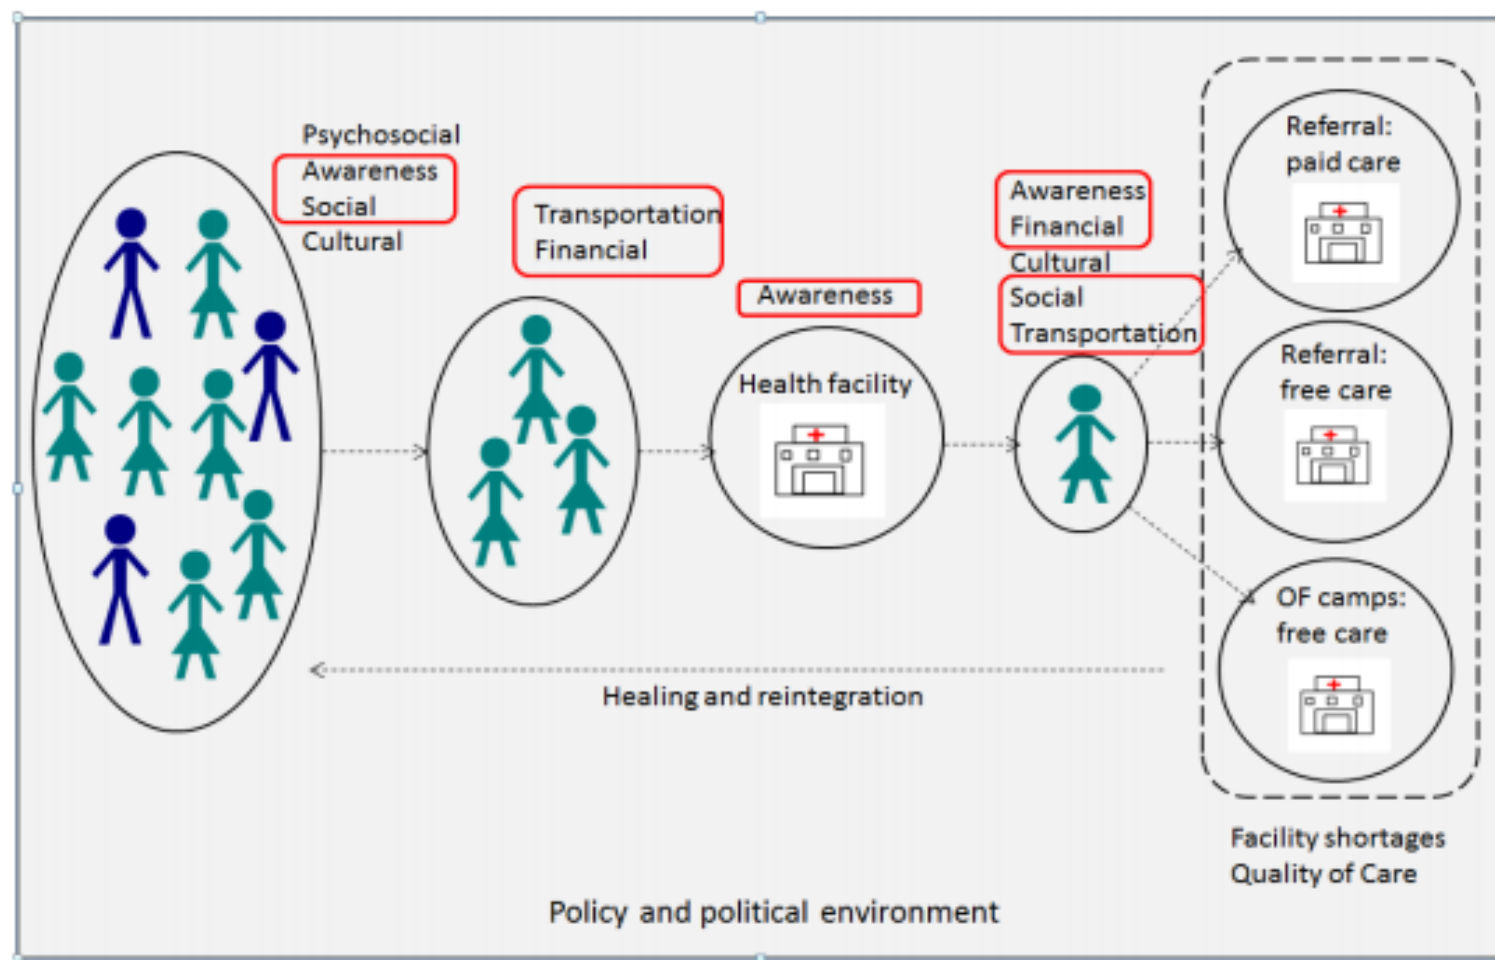 Psychosocial
Awareness
Social
Cultural
Transportation
Financial
Awareness
Health facility
Awareness
Financial
Cultural
Social
Transportation
Referral:
paid care
Referral:
free care
OF camps:
free care
Healing and reintegration
Facility shortages
Quality of Care
Policy and political environment